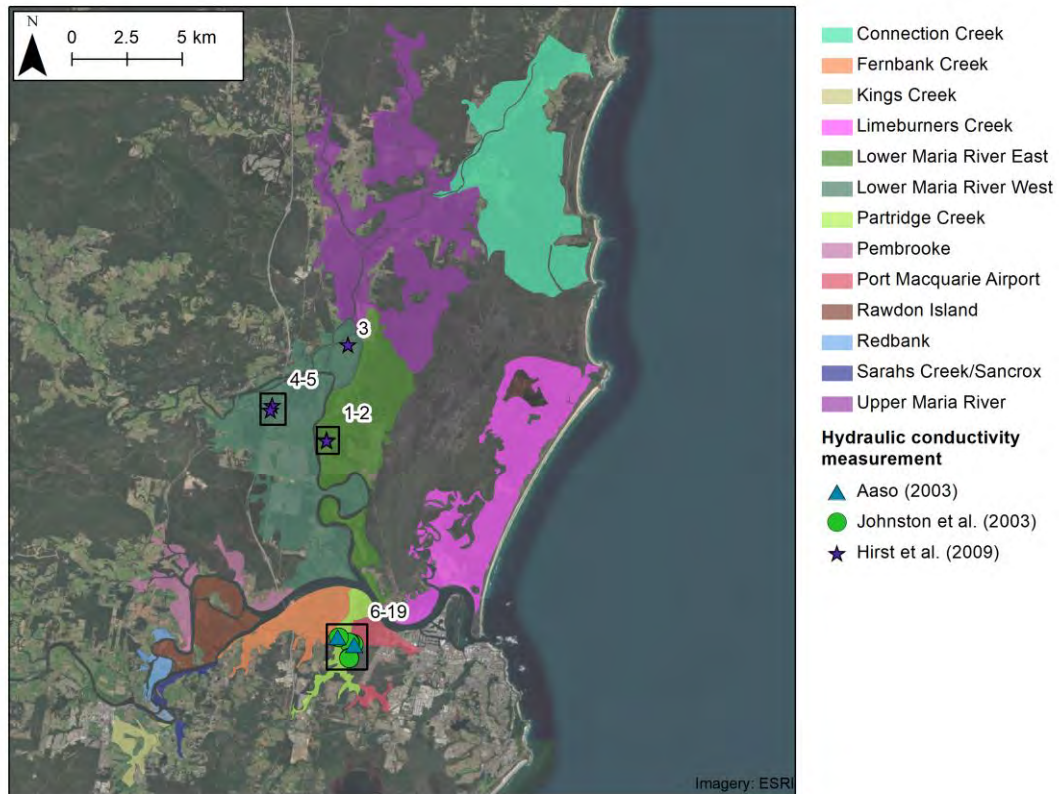 N
0 2.5 5 km
3
4-5
1-2
6-19
Imagery: ESRI
Connection Creek
Fernbank Creek
Kings Creek
Limeburners Creek
Lower Maria River East
Lower Maria River West
Partridge Creek
Pembrooke
Port Macquarie Airport
Rawdon Island
Redbank
Sarahs Creek/Sancrox
Upper Maria River
Hydraulic conductivity
measurement
Aaso (2003)
Johnston et al. (2003)
Hirst et al. (2009)